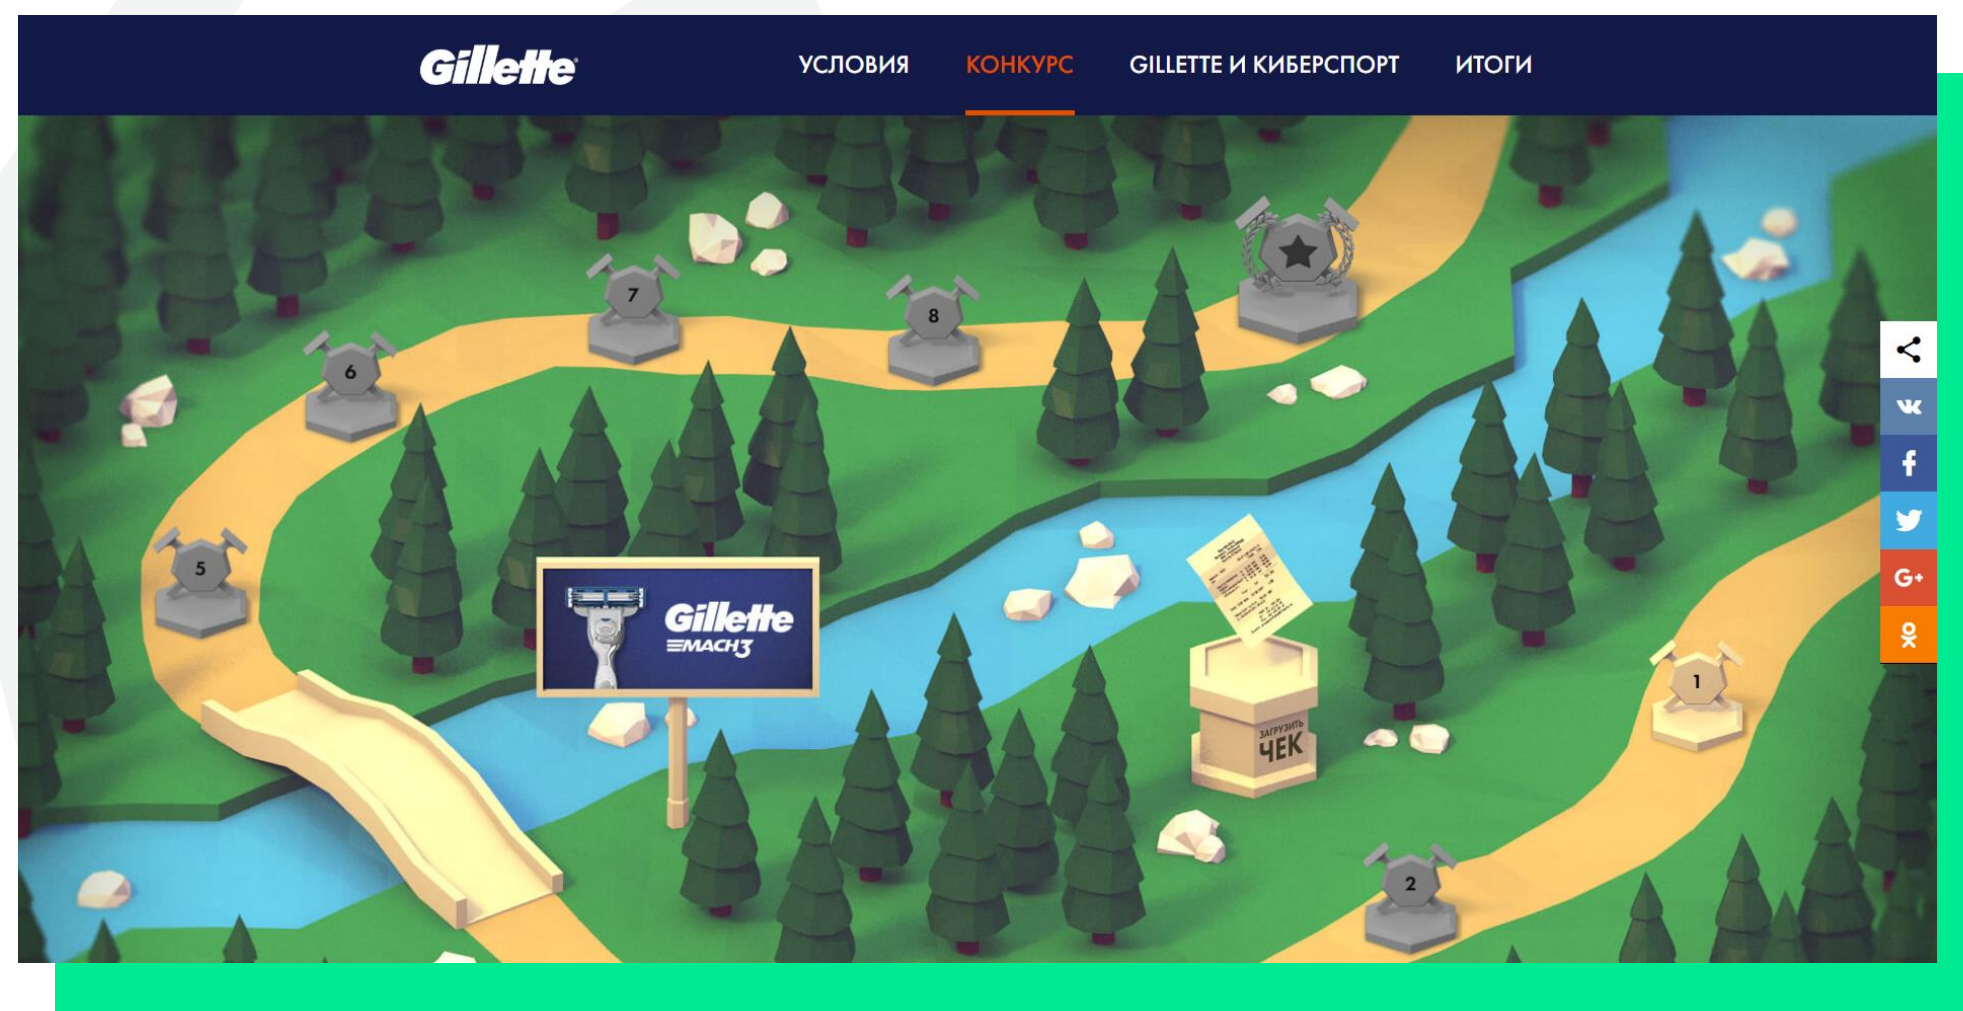 Gillette
УСЛОВИЯ
КОНКУРС
GILLETTE И КИБЕРСПОРТ
ИТОГИ
7
8
6
5
Gillette
MACH3
ЗАГРУЗИТЬ
ЧЕК
1
2
G+